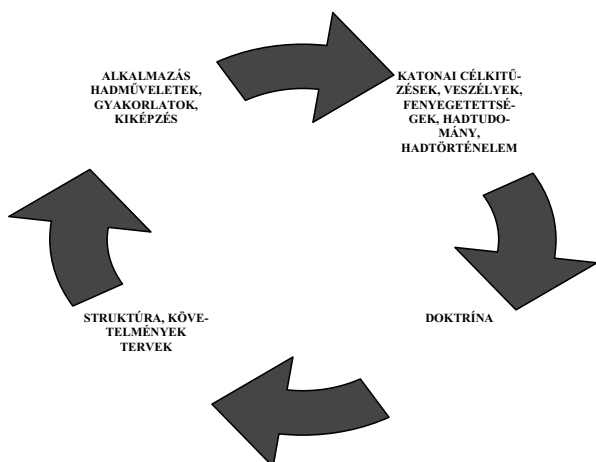 ALKALMAZÁS
HADMŰVELETEK,
GYAKORLATOK,
KIKÉPZÉS
KATONAI CÉLKITŰ-
ZÉSEK, VESZÉLYEK,
FENYEGETETTSÉ-
GEK, HADTUDO-
MÁNY,
HADTÖRTÉNELEM
DOKTRÍNA
STRUKTÚRA, KÖVE-
TELMÉNYEK
TERVEK